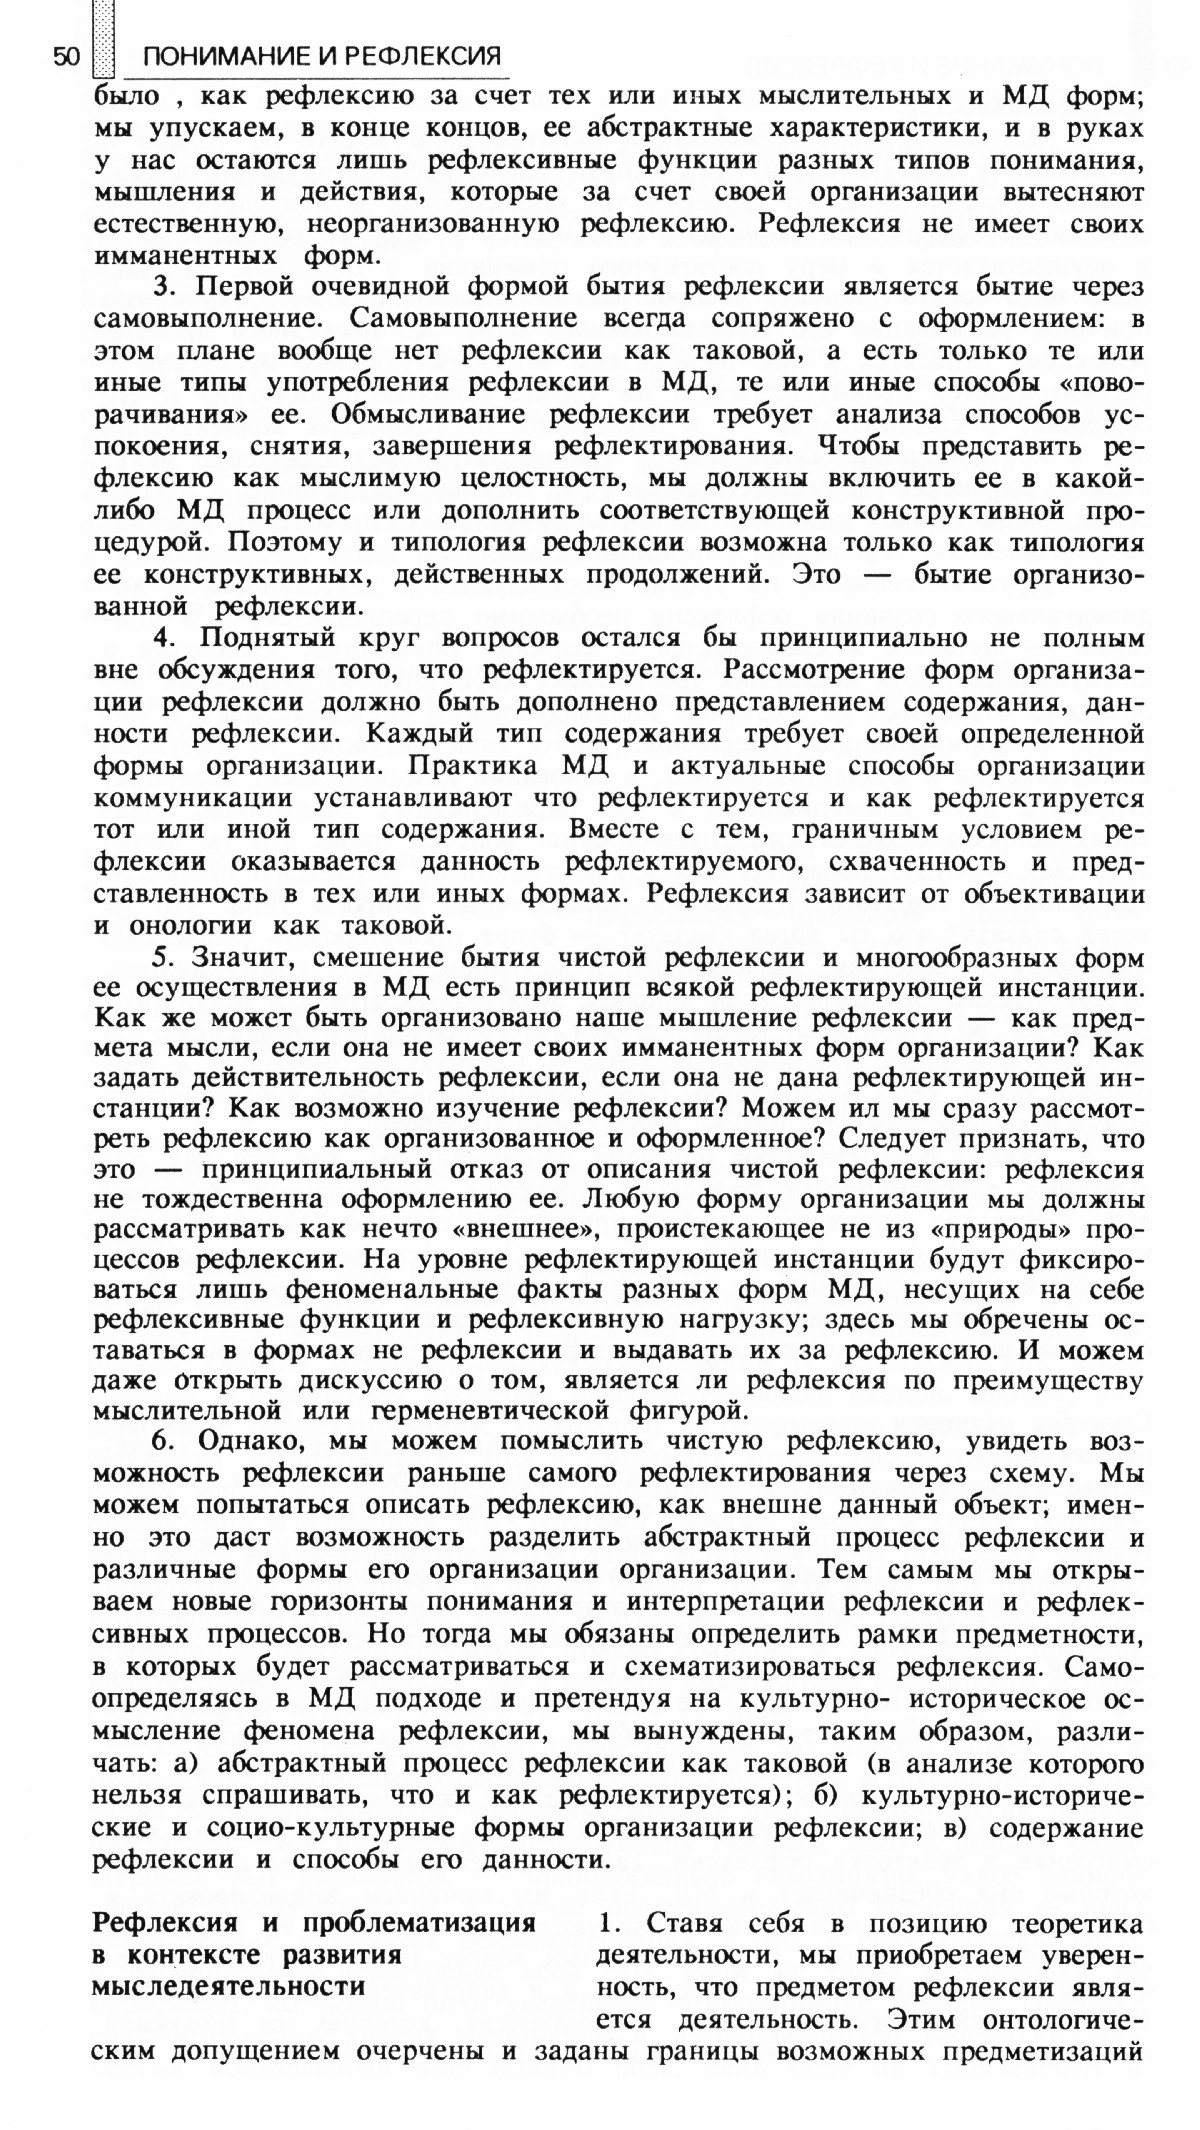 50 ПОНИМАНИЕ И РЕФЛЕКСИЯ
было , как рефлексию за счет тех или иных мыслительных и МД форм;
мы упускаем, в конце концов, ее абстрактные характеристики, и в руках
у нас остаются лишь рефлексивные функции разных типов понимания,
мышления и действия, которые за счет своей организации вытесняют
естественную, неорганизованную рефлексию. Рефлексия не имеет своих
имманентных форм.
3. Первой очевидной формой бытия рефлексии является бытие через
самовыполнение. Самовыполнение всегда сопряжено с оформлением: в
этом плане вообще нет рефлексии как таковой, а есть только те или
иные типы употребления рефлексии в МД, те или иные способы «пово-
рачивания» ее. Обмысливание рефлексии требует анализа способов ус-
покоения, снятия, завершения рефлектирования. Чтобы представить ре-
флексию как мыслимую целостность, мы должны включить ее в какой-
либо МД процесс или дополнить соответствующей конструктивной про-
цедурой. Поэтому и типология рефлексии возможна только как типология
ее конструктивных, действенных продолжений. Это — бытие организо-
ванной рефлексии.
4. Поднятый круг вопросов остался бы принципиально не полным
вне обсуждения того, что рефлектируется. Рассмотрение форм организа-
ции рефлексии должно быть дополнено представлением содержания, дан-
ности рефлексии. Каждый тип содержания требует своей определенной
формы организации. Практика МД и актуальные способы организации
коммуникации устанавливают что рефлектируется и как рефлектируется
тот или иной тип содержания. Вместе с тем, граничным условием ре-
флексии оказывается данность рефлектируемого, схваченность и пред-
ставленность в тех или иных формах. Рефлексия зависит от объективации
и онологии как таковой.
5. Значит, смешение бытия чистой рефлексии и многообразных форм
ее осуществления в МД есть принцип всякой рефлектирующей инстанции.
Как же может быть организовано наше мышление рефлексии — как пред-
мета мысли, если она не имеет своих имманентных форм организации? Как
задать действительность рефлексии, если она не дана рефлектирующей ин-
станции? Как возможно изучение рефлексии? Можем ил мы сразу рассмот-
реть рефлексию как организованное и оформленное? Следует признать, что
это — принципиальный отказ от описания чистой рефлексии: рефлексия
не тождественна оформлению ее. Любую форму организации мы должны
рассматривать как нечто «внешнее», проистекающее не из «природы» про-
цессов рефлексии. На уровне рефлектирующей инстанции будут фиксиро-
ваться лишь феноменальные факты разных форм МД, несущих на себе
рефлексивные функции и рефлексивную нагрузку; здесь мы обречены ос-
таваться в формах не рефлексии и выдавать их за рефлексию. И можем
даже открыть дискуссию о том, является ли рефлексия по преимуществу
мыслительной или герменевтической фигурой.
6. Однако, мы можем помыслить чистую рефлексию, увидеть воз-
можность рефлексии раньше самого рефлектирования через схему. Мы
можем попытаться описать рефлексию, как внешне данный объект; имен-
но это даст возможность разделить абстрактный процесс рефлексии и
различные формы его организации организации. Тем самым мы откры-
ваем новые горизонты понимания и интерпретации рефлексии и рефлек-
сивных процессов. Но тогда мы обязаны определить рамки предметности,
в которых будет рассматриваться и схематизироваться рефлексия. Само-
определяясь в МД подходе и претендуя на культурно- историческое ос-
мысление феномена рефлексии, мы вынуждены, таким образом, разли-
чать: а) абстрактный процесс рефлексии как таковой (в анализе которого
нельзя спрашивать, что и как рефлектируется); б) культурно-историче-
ские и социо-культурные формы организации рефлексии; в) содержание
рефлексии и способы его данности.
Рефлексия и проблематизация
в контексте развития
мыследеятельности
1. Ставя себя в позицию теоретика
деятельности, мы приобретаем уверен-
ность, что предметом рефлексии явля-
ется деятельность. Этим онтологиче-
ским допущением очерчены и заданы границы возможных предметизаций